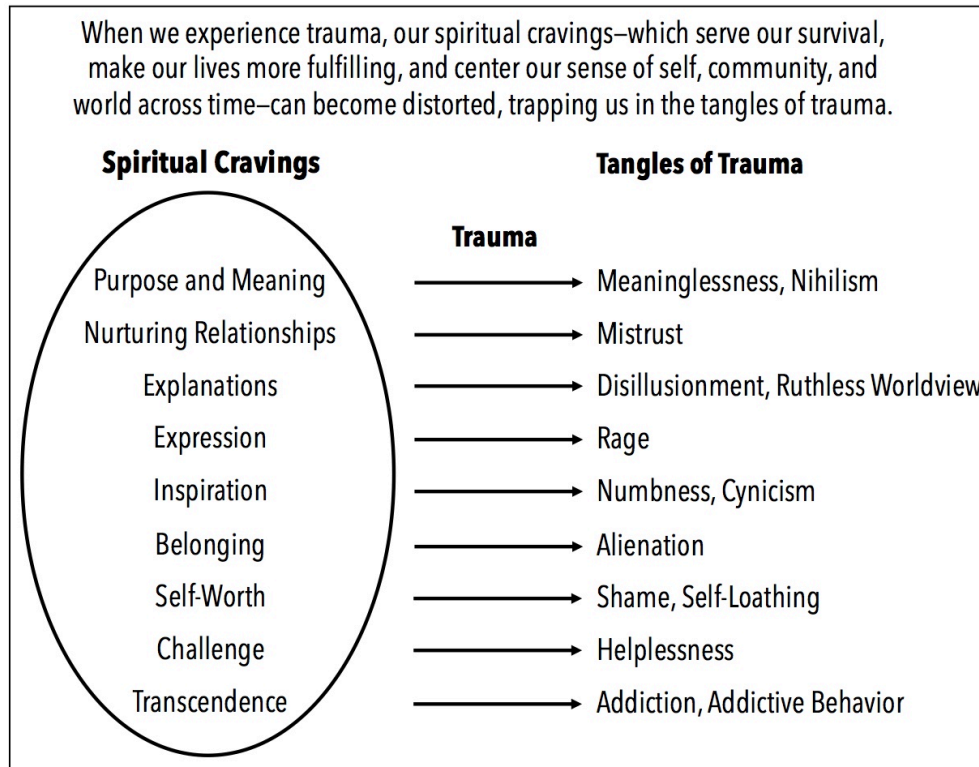 When we experience trauma, our spiritual cravings–which serve our survival,
make our lives more fulfilling, and center our sense of self, community, and
world across time–can become distorted, trapping us in the tangles of trauma.
Spiritual Cravings
Tangles of Trauma
Trauma
Purpose and Meaning
Meaninglessness, Nihilism
Nurturing Relationships
Mistrust
Explanations
Disillusionment, Ruthless Worldview
Expression
Rage
Inspiration
Numbness, Cynicism
Belonging
Alienation
Self-Worth
Shame, Self-Loathing
Challenge
Helplessness
Transcendence
Addiction, Addictive Behavior